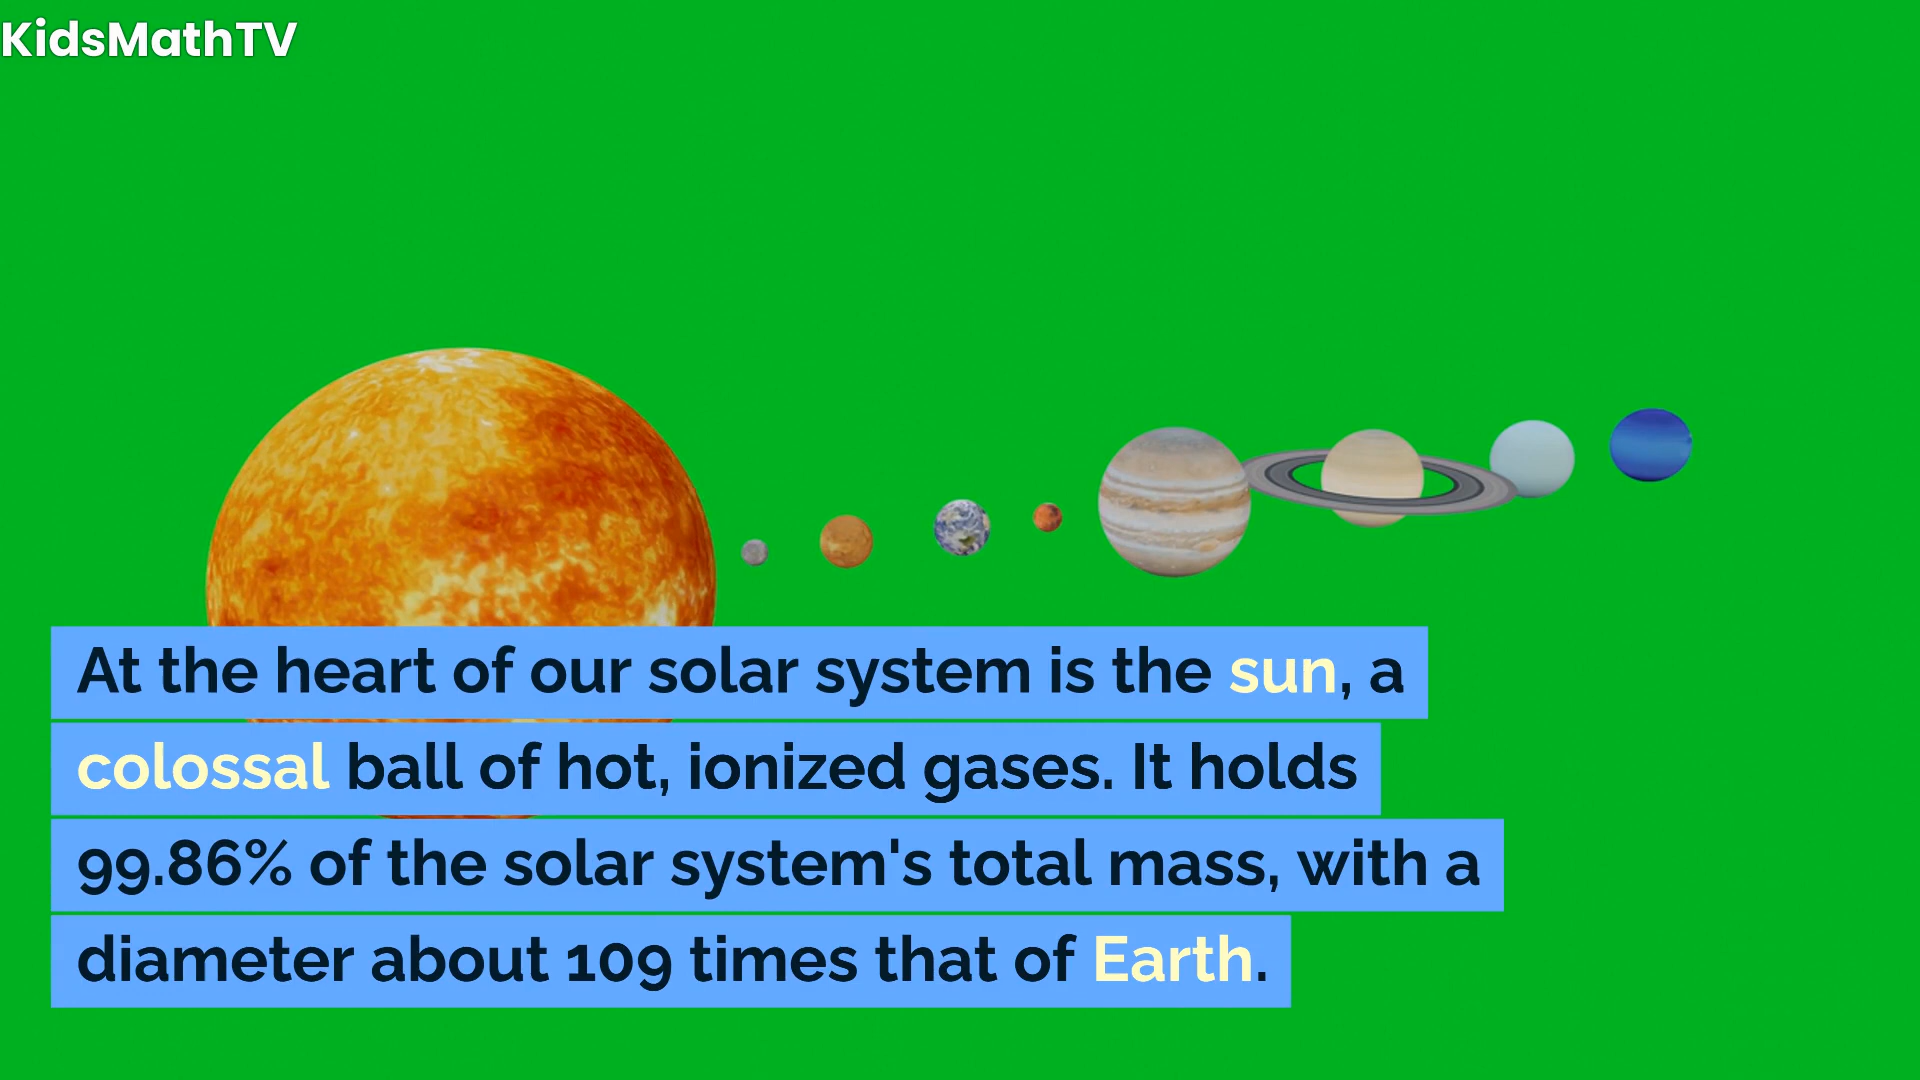 KidsMathTV
At the heart of our solar system is the sun, a
colossal ball of hot, ionized gases. It holds
99.86% of the solar system's total mass, with a
diameter about 109 times that of Earth.